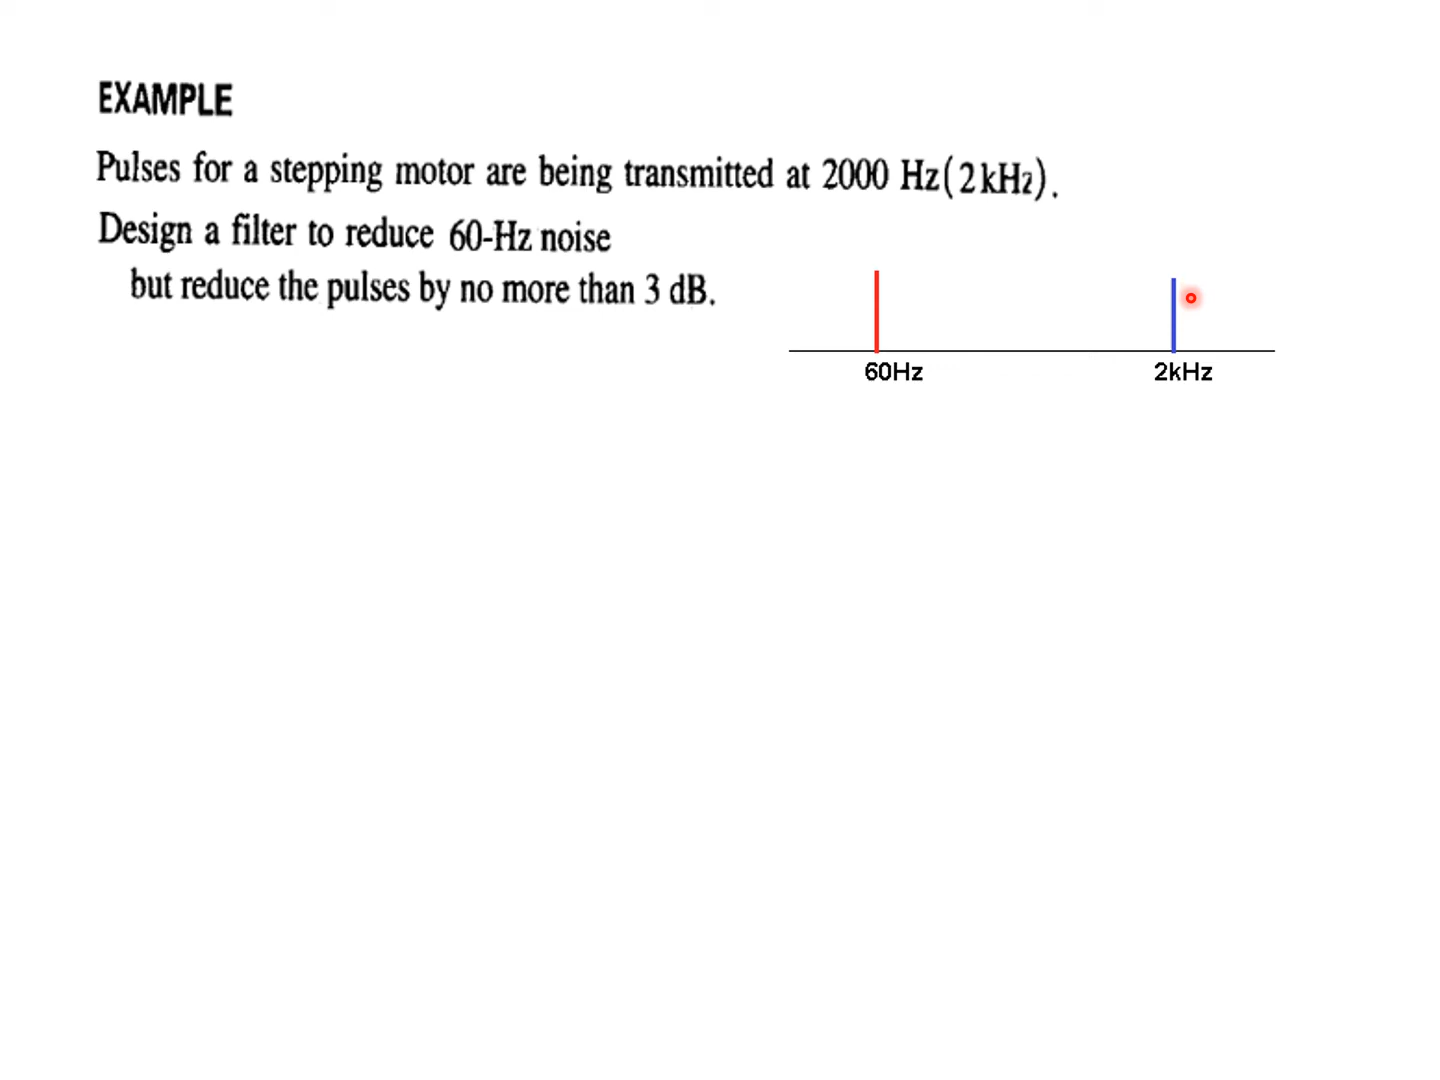 EXAMPLE
Pulses for a stepping motor are being transmitted at 2000 Hz(2kHz).
Design a filter to reduce 60-Hz noise
but reduce the pulses by no more than 3 dB.
60Hz
2kHz